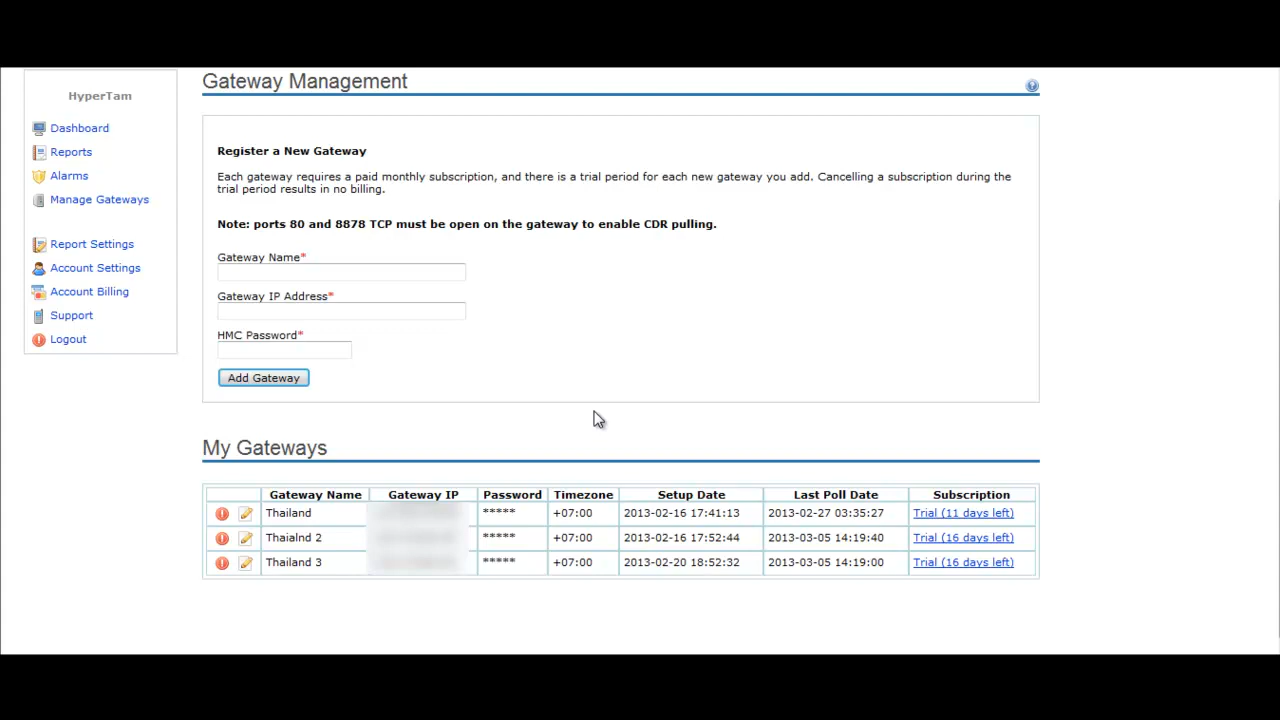 HyperTam
Dashboard
Reports
Alarms
Manage Gateways
Report Settings
Account Settings
Account Billing
Support
Logout
Gateway Management
Register a New Gateway
Each gateway requires a paid monthly subscription, and there is a trial period for each new gateway you add. Cancelling a subscription during the
trial period results in no billing.
Note: ports 80 and 8878 TCP must be open on the gateway to enable CDR pulling.
Gateway Name*
Gateway IP Address*
HMC Password*
Add Gateway
My Gateways
Gateway Name Gateway IP Password Timezone Setup Date Last Poll Date Subscription
Thailand ***** +07:00 2013-02-16 17:41:13 2013-02-27 03:35:27 Trial (11 days left)
Thaialnd 2 ***** +07:00 2013-02-16 17:52:44 2013-03-05 14:19:40 Trial (16 days left)
Thailand 3 ***** +07:00 2013-02-20 18:52:32 2013-03-05 14:19:00 Trial (16 days left)